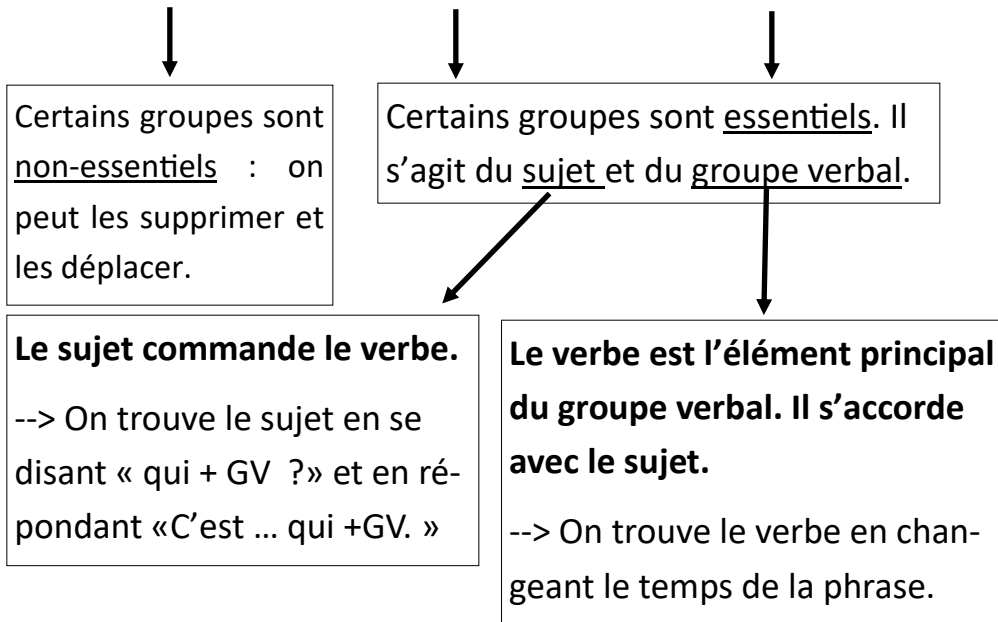 Certains groupes sont
non-essentiels : on
peut les supprimer et
les déplacer.
Certains groupes sont essentiels. Il
s’agit du sujet et du groupe verbal.
Le sujet commande le verbe.
--> On trouve le sujet en se
disant « qui + GV ?» et en ré-
pondant «C’est ... qui +GV. »
Le verbe est l’élément principal
du groupe verbal. Il s’accorde
avec le sujet.
--> On trouve le verbe en chan-
geant le temps de la phrase.